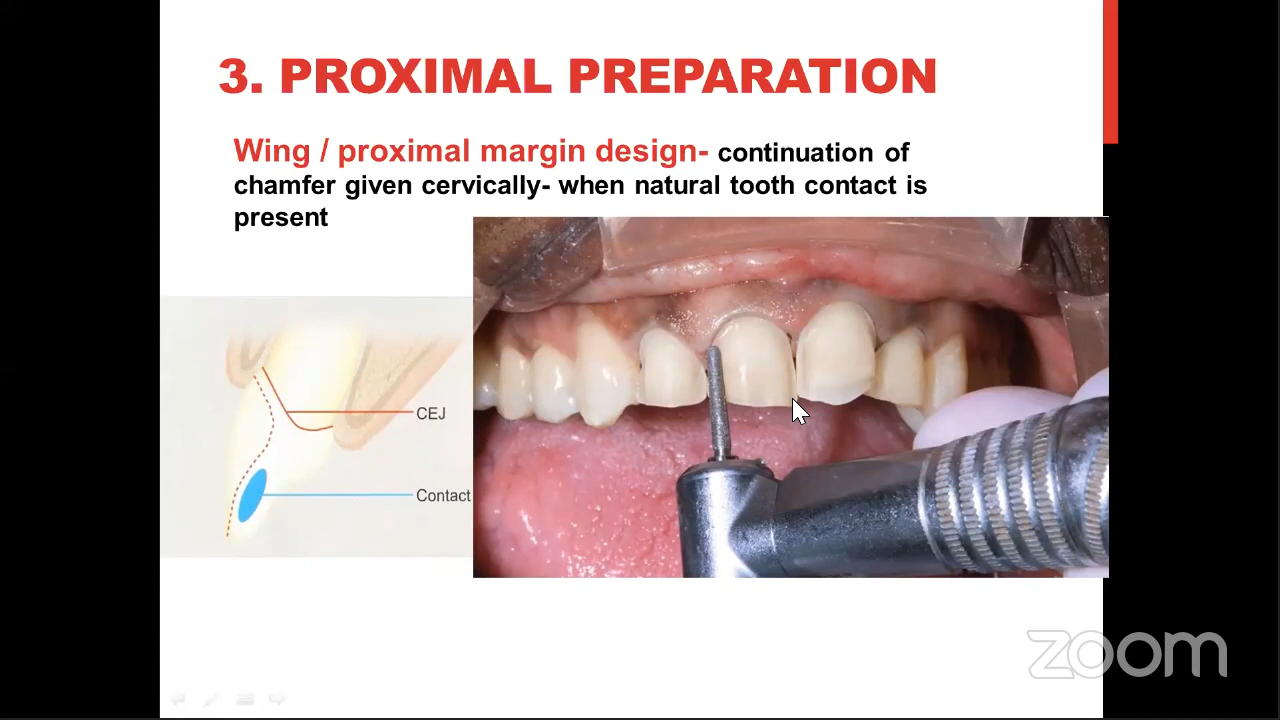 3. PROXIMAL PREPARATION
Wing / proximal margin design- continuation of
chamfer given cervically- when natural tooth contact is
present
CEJ
Contact
zoom